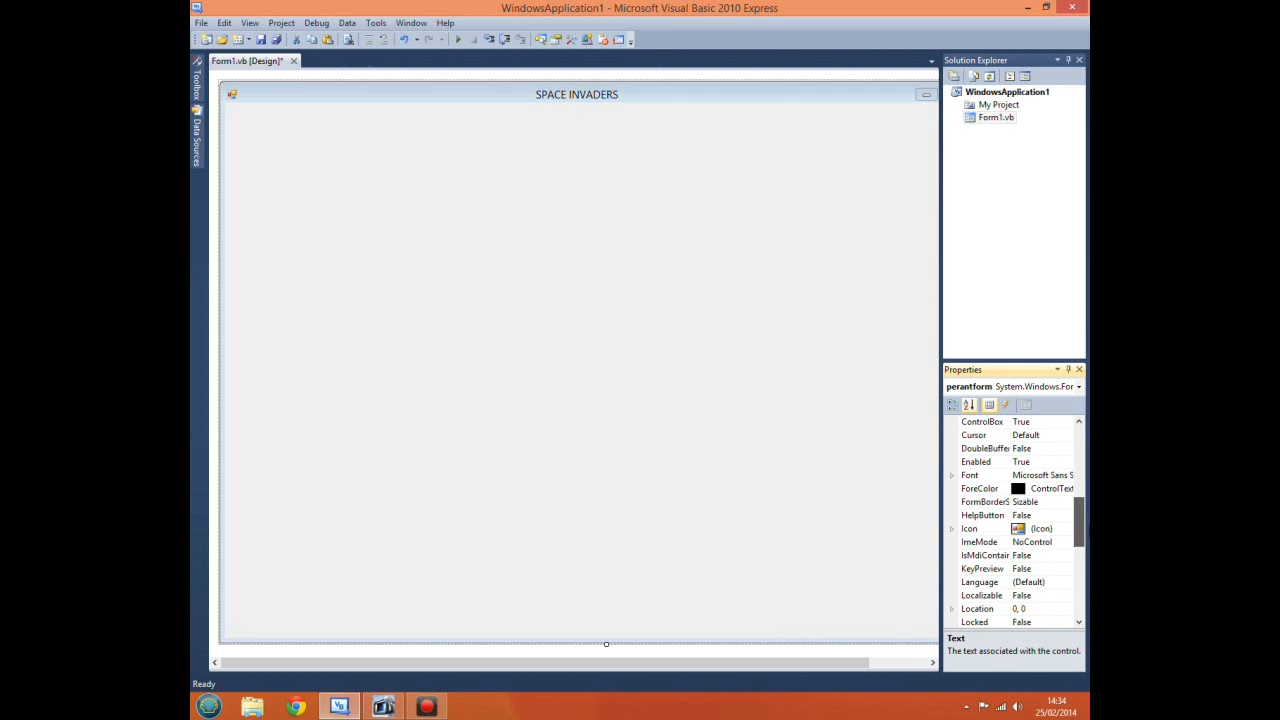 WindowsApplication1 - Microsoft Visual Basic 2010 Express
File Edit View Project Debug Data Tools Window Help
Form1.vb [Design]*
Toolbox
Data Sources
SPACE INVADERS
Solution Explorer
WindowsApplication1
My Project
Form1.vb
Properties
perantform System.Windows.For
ControlBox True
Cursor Default
DoubleBuffer False
Enabled True
Font Microsoft Sans S
ForeColor ControlText
FormBorderS Sizable
HelpButton False
Icon (Icon)
ImeMode NoControl
IsMdiContain False
KeyPreview False
Language (Default)
Localizable False
Location 0, 0
Locked False
Text
The text associated with the control.
Ready
14:34
25/02/2014